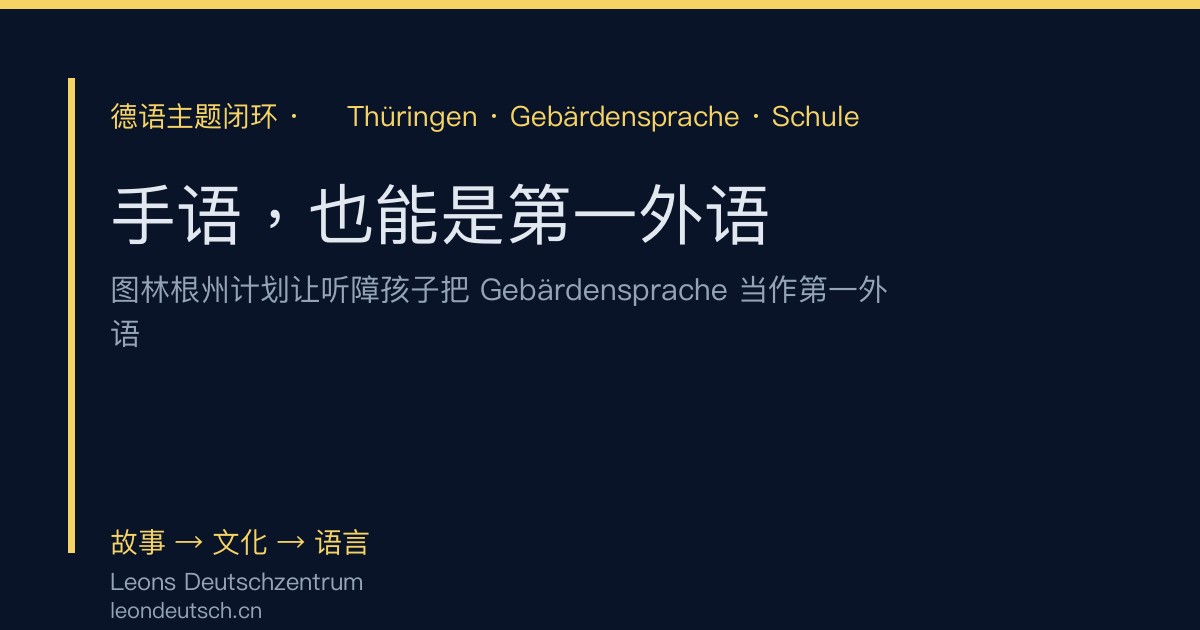 德语主题闭环 · Thüringen · Gebärdensprache · Schule
手语，也能是第一外语
图林根州计划让听障孩子把 Gebärdensprache 当作第一外
语
故事 → 文化 → 语言
Leons Deutschzentrum
leondeutsch.cn